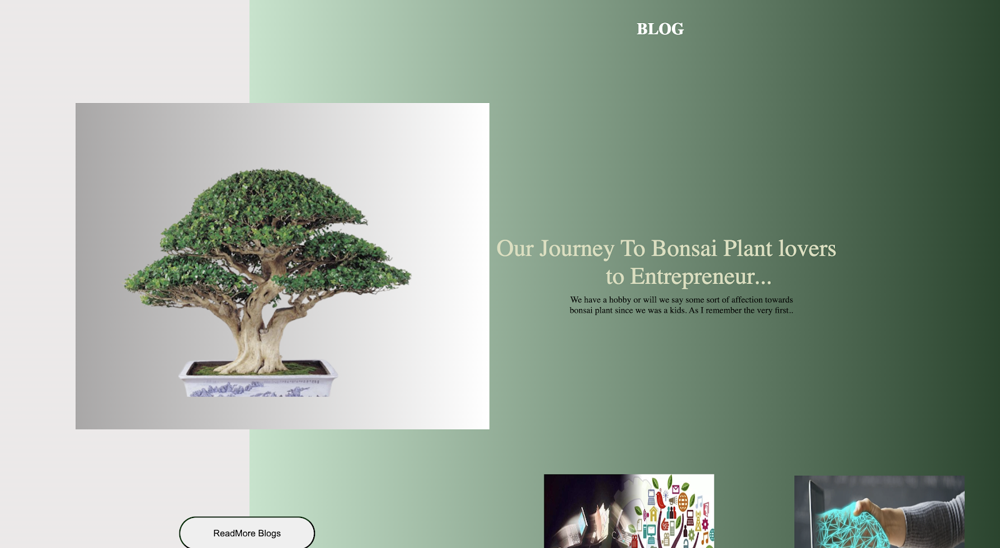 BLOG
Our Journey To Bonsai Plant lovers
to Entrepreneur...
We have a hobby or will we say some sort of affection towards
bonsai plant since we was a kids. As I remember the very first..
ReadMore Blogs